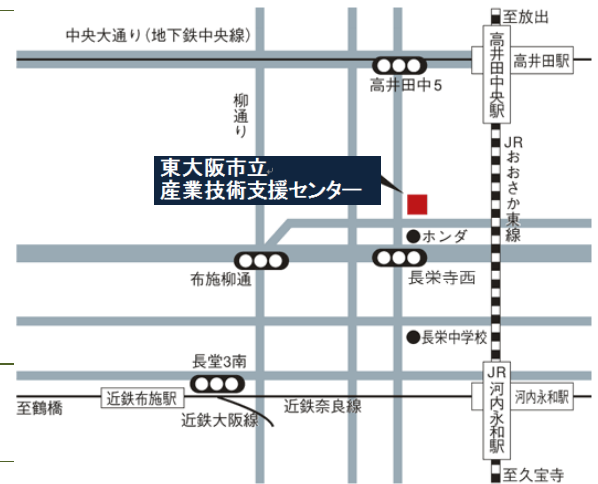 至放出
中央大通り(地下鉄中央線)
高井田中央駅
高井田駅
高井田中5
柳通り
JRおおさか東線
東大阪市立
産業技術支援センター
ホンダ
布施柳通
長栄寺西
長栄中学校
長堂3南
JR河内永和駅
近鉄布施駅
河内永和駅
至鶴橋
近鉄大阪線
近鉄奈良線
至久宝寺